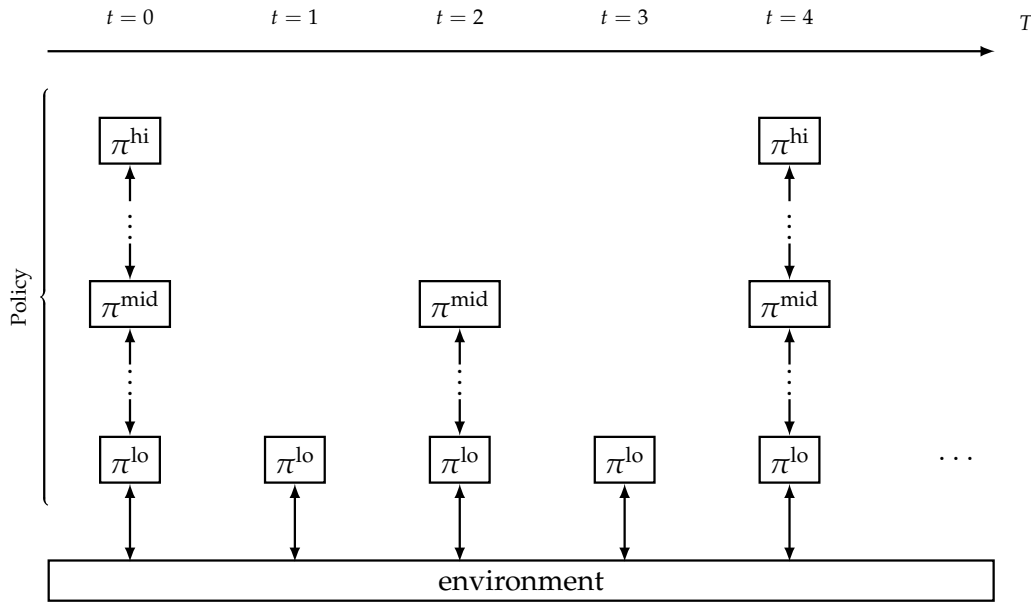 t = 0 t = 1 t = 2 t = 3 t = 4 T
π^hi π^hi
Policy
π^mid π^mid π^mid
π^lo π^lo π^lo π^lo π^lo ...
environment